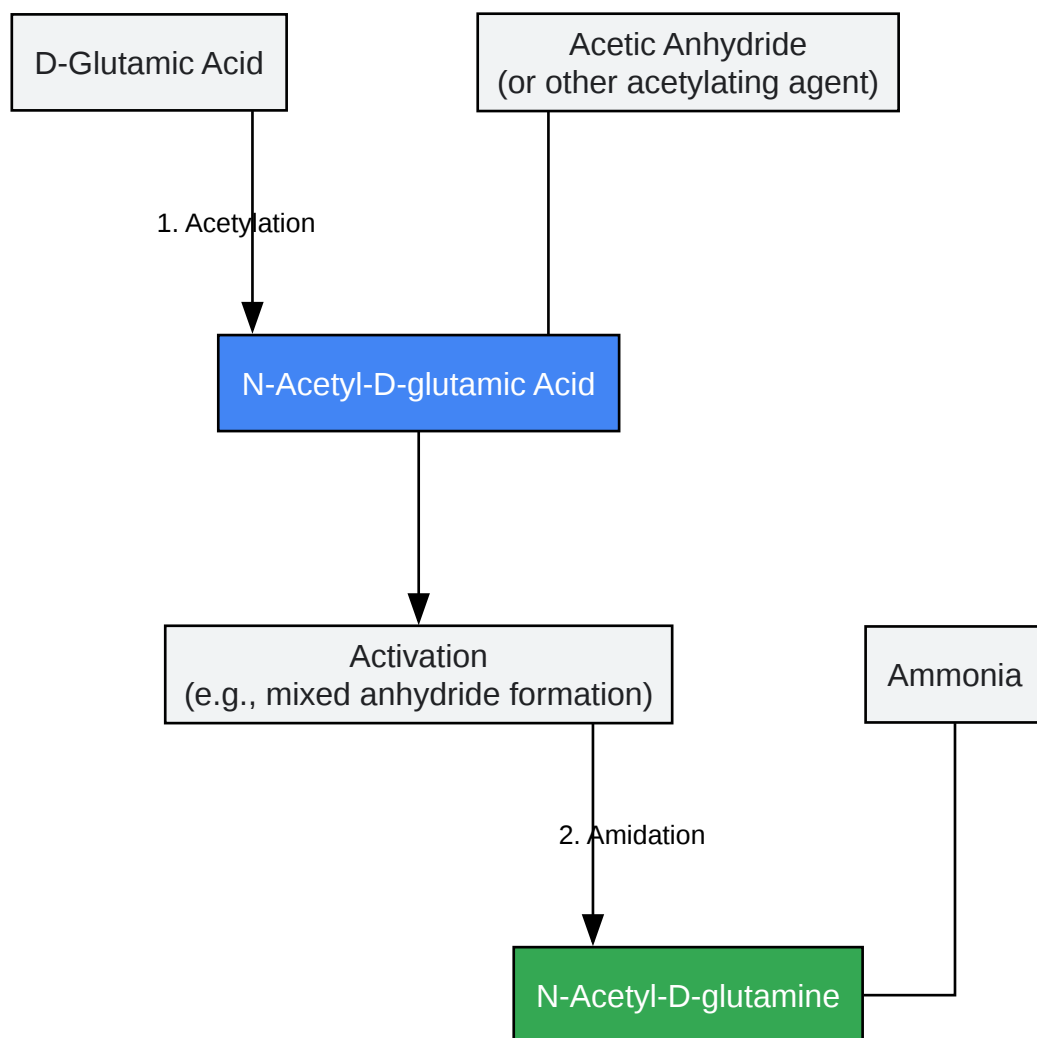 D-Glutamic Acid
Acetic Anhydride
(or other acetylating agent)
1. Acetylation
N-Acetyl-D-glutamic Acid
Activation
(e.g., mixed anhydride formation)
Ammonia
2. Amidation
N-Acetyl-D-glutamine